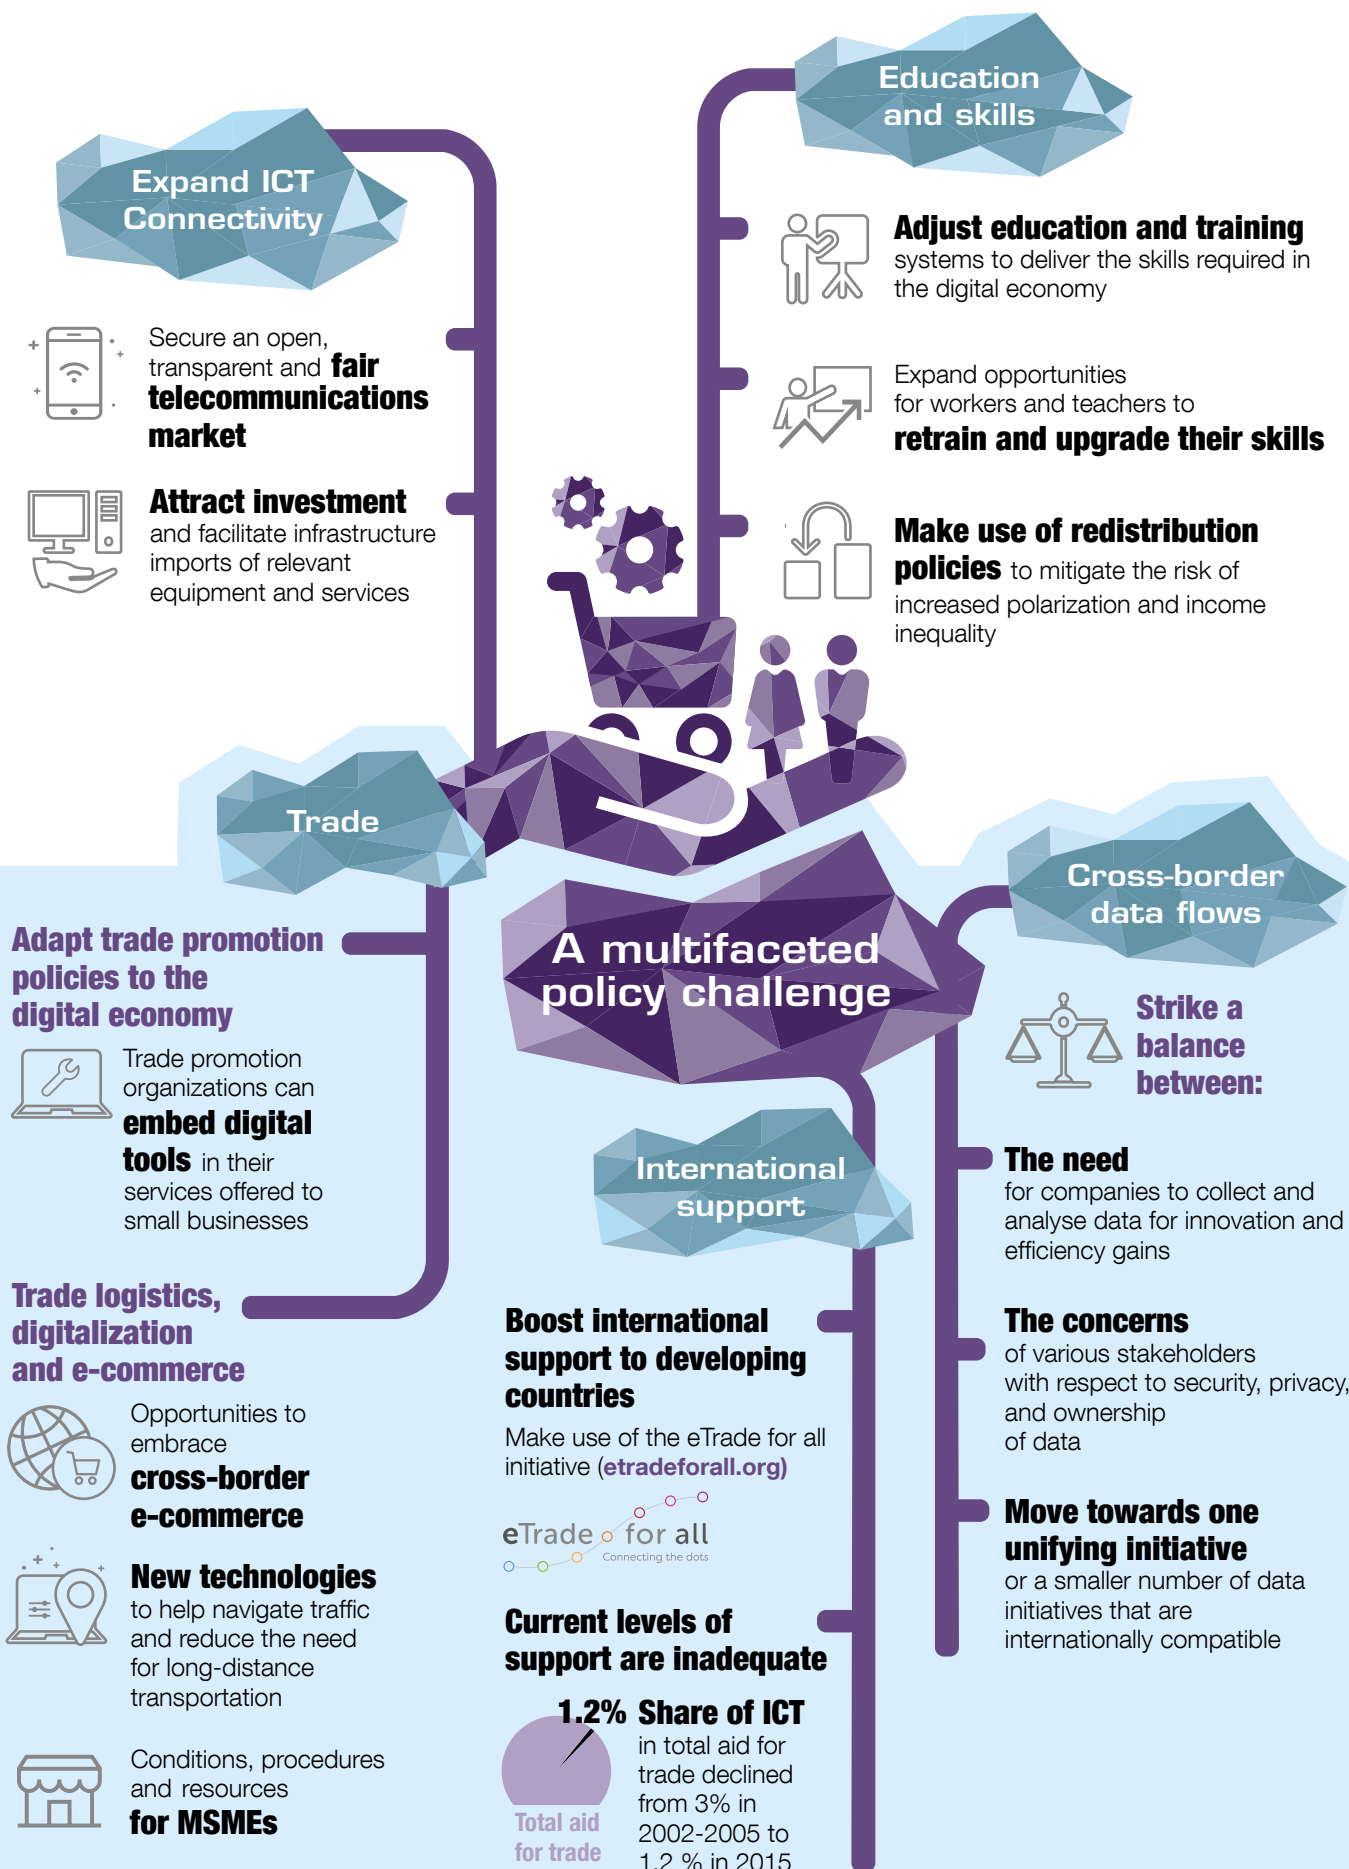 Expand ICT
Connectivity
Secure an open,
transparent and fair
telecommunications
market
Attract investment
and facilitate infrastructure
imports of relevant
equipment and services
Education
and skills
Adjust education and training
systems to deliver the skills required in
the digital economy
Expand opportunities
for workers and teachers to
retrain and upgrade their skills
Make use of redistribution
policies to mitigate the risk of
increased polarization and income
inequality
A multifaceted
policy challenge
Trade
Adapt trade promotion
policies to the
digital economy
Trade promotion
organizations can
embed digital
tools in their
services offered to
small businesses
Trade logistics,
digitalization
and e-commerce
Opportunities to
embrace
cross-border
e-commerce
New technologies
to help navigate traffic
and reduce the need
for long-distance
transportation
Conditions, procedures
and resources
for MSMEs
International
support
Boost international
support to developing
countries
Make use of the eTrade for all
initiative (etradeforall.org)
eTrade for all
Connecting the dots
Current levels of
support are inadequate
1.2% Share of ICT
in total aid for
trade declined
from 3% in
2002-2005 to
1.2 % in 2015
Total aid
for trade
Cross-border
data flows
Strike a
balance
between:
The need
for companies to collect and
analyse data for innovation and
efficiency gains
The concerns
of various stakeholders
with respect to security, privacy,
and ownership
of data
Move towards one
unifying initiative
or a smaller number of data
initiatives that are
internationally compatible